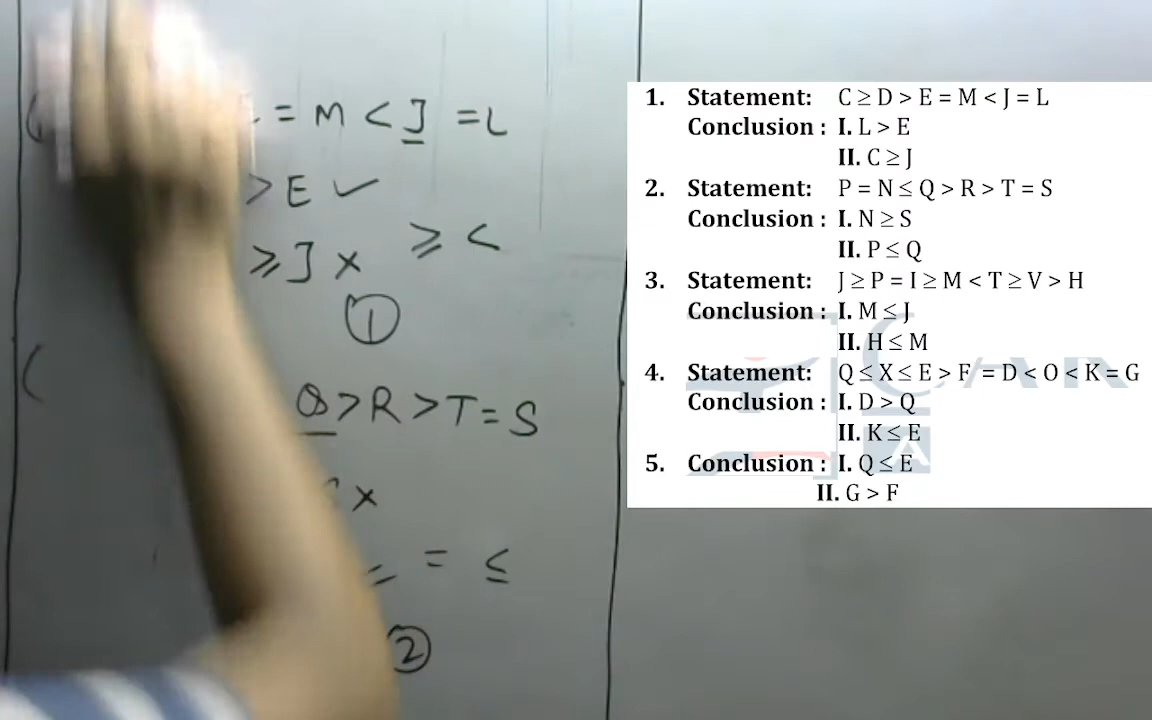 = M < J = L
> E ✓
≥ J × ≥ <
①
Q > R > T = S
×
= ≤
②
1. Statement: C ≥ D > E = M < J = L
Conclusion : I. L > E
II. C ≥ J
2. Statement: P = N ≤ Q > R > T = S
Conclusion : I. N ≥ S
II. P ≤ Q
3. Statement: J ≥ P = I ≥ M < T ≥ V > H
Conclusion : I. M ≤ J
II. H ≤ M
4. Statement: Q ≤ X ≤ E > F = D < O < K = G
Conclusion : I. D > Q
II. K ≤ E
5. Conclusion : I. Q ≤ E
II. G > F